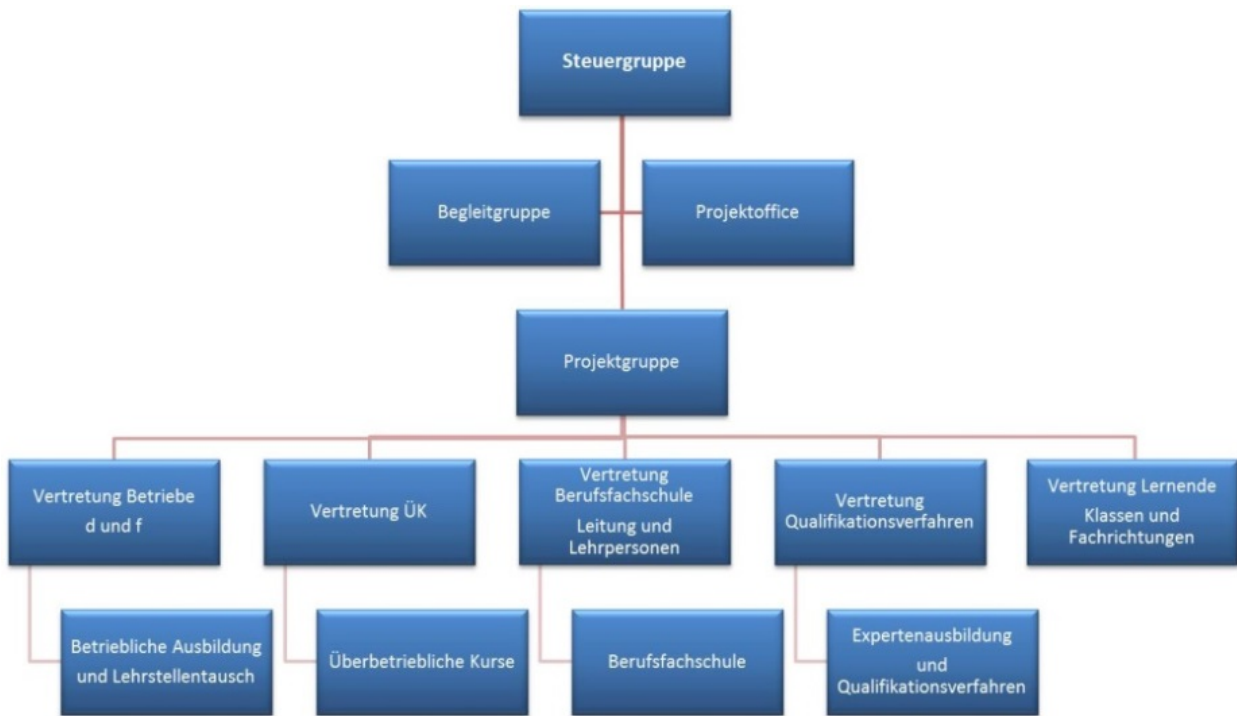 Steuergruppe
Begleitgruppe
Projektoffice
Projektgruppe
Vertretung Betriebe
d und f
Vertretung ÜK
Vertretung
Berufsfachschule
Leitung und
Lehrpersonen
Vertretung
Qualifikationsverfahren
Vertretung Lernende
Klassen und
Fachrichtungen
Betriebliche Ausbildung
und Lehrstellentausch
Überbetriebliche Kurse
Berufsfachschule
Expertenausbildung
und
Qualifikationsverfahren